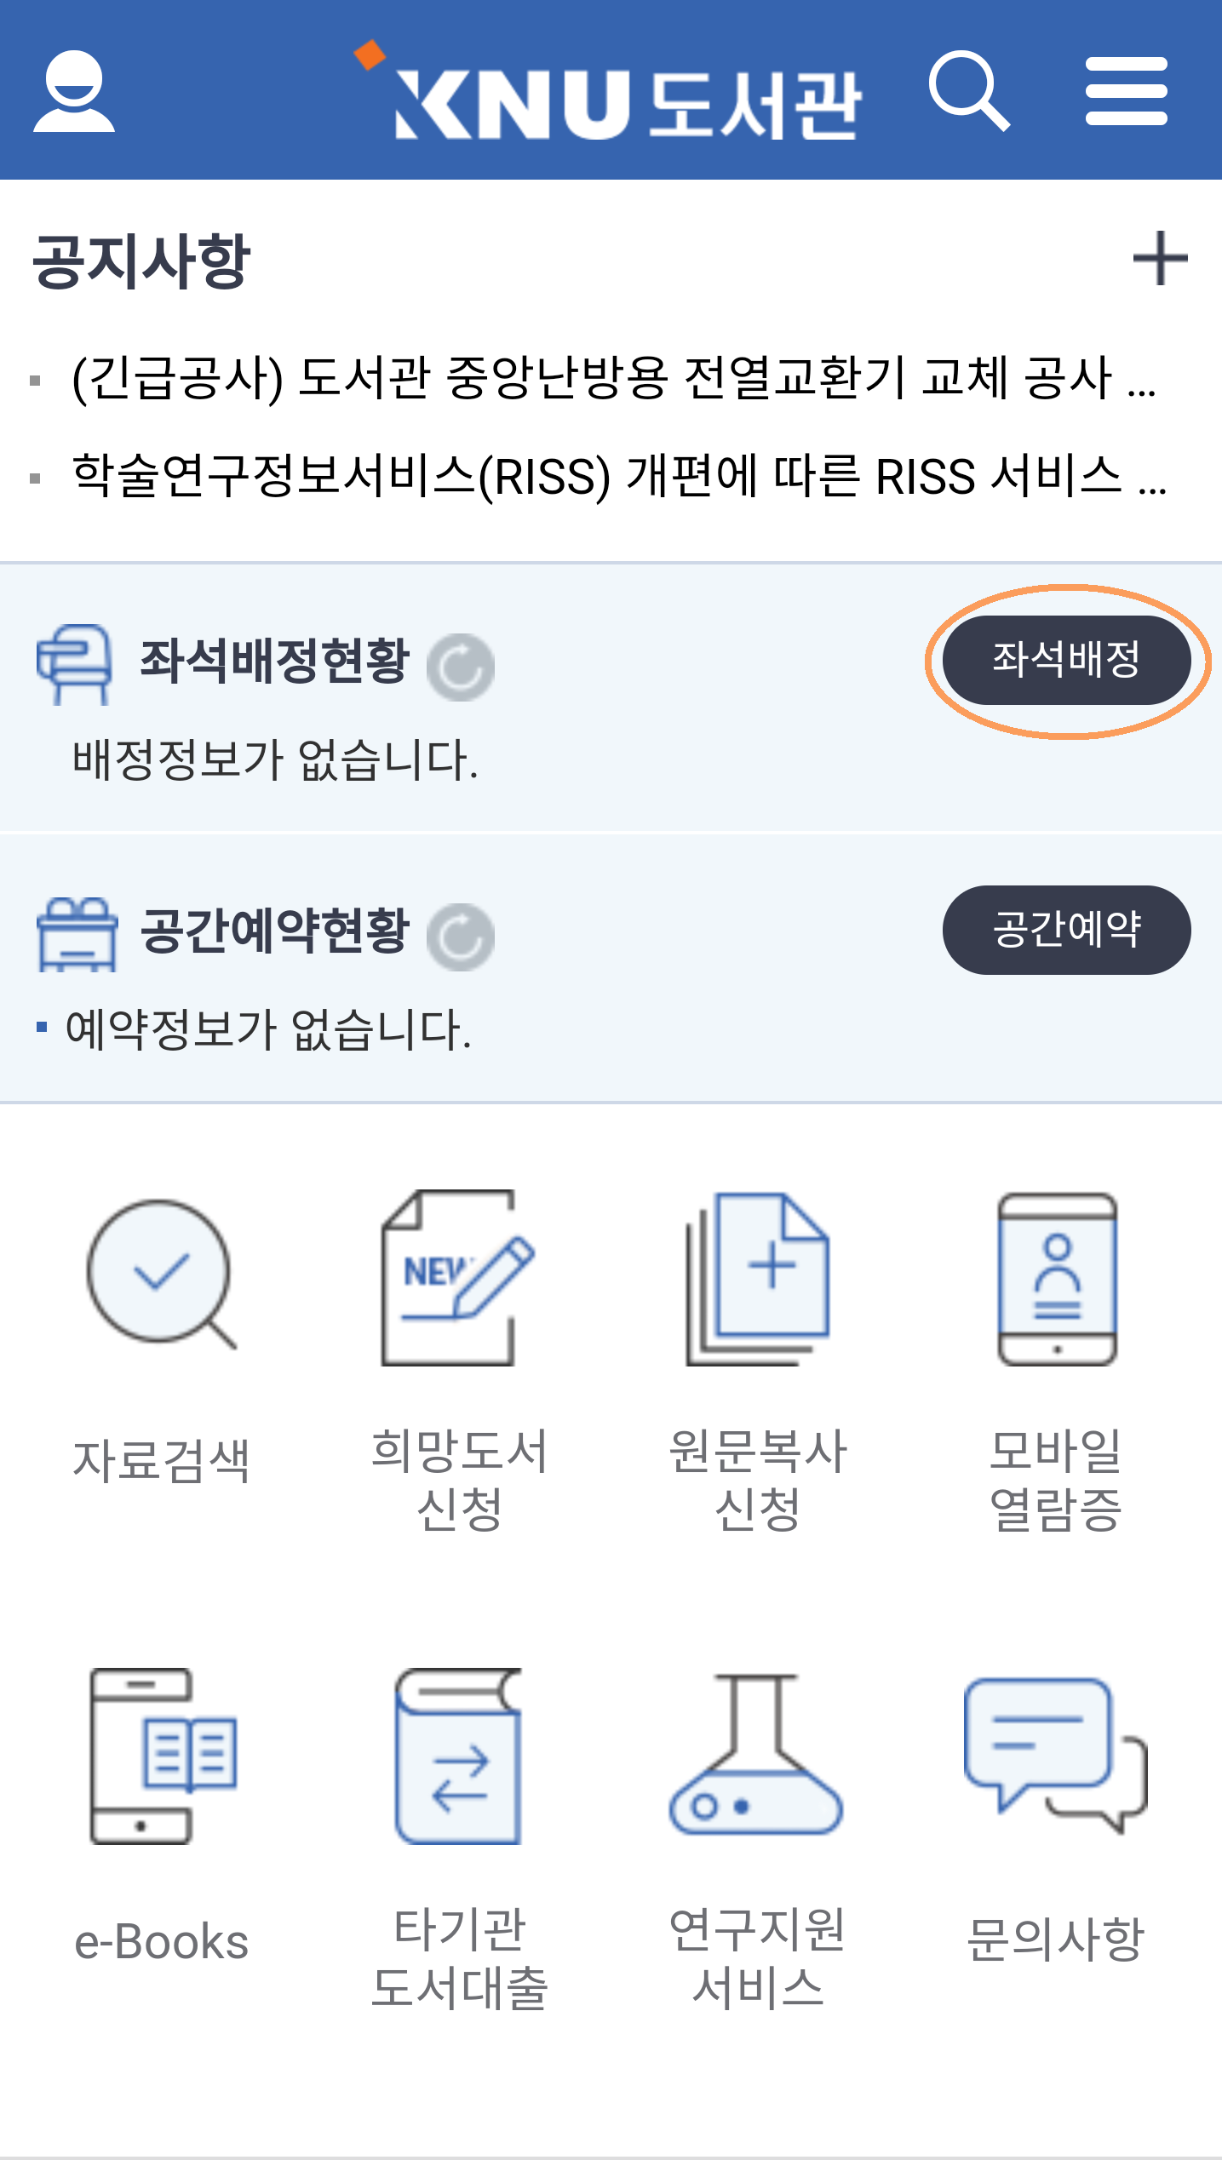 KNU 도서관
공지사항
(긴급공사) 도서관 중앙난방용 전열교환기 교체 공사 ...
학술연구정보서비스(RISS) 개편에 따른 RISS 서비스 ...
좌석배정현황
좌석배정
배정정보가 없습니다.
공간예약현황
공간예약
예약정보가 없습니다.
NEW
자료검색
희망도서
신청
원문복사
신청
모바일
열람증
e-Books
타기관
도서대출
연구지원
서비스
문의사항